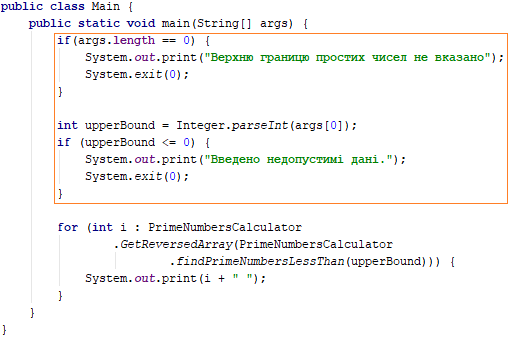 public class Main {
public static void main(String[] args) {
if(args.length == 0) {
System.out.print("Верхню границю простих чисел не вказано");
System.exit(0);
}
int upperBound = Integer.parseInt(args[0]);
if (upperBound <= 0) {
System.out.print("Введено недопустимі дані.");
System.exit(0);
}
for (int i : PrimeNumbersCalculator
.GetReversedArray(PrimeNumbersCalculator
.findPrimeNumbersLessThan(upperBound))) {
System.out.print(i + " ");
}
}
}